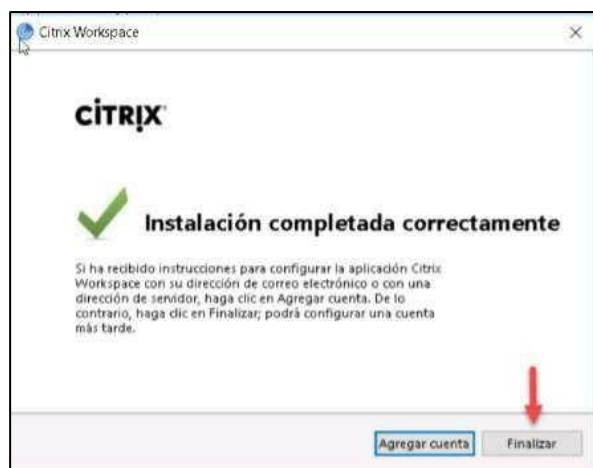 Citrix Workspace
CİTRIX
Instalación completada correctamente
Si ha recibido instrucciones para configurar la aplicación Citrix
Workspace con su dirección de correo electrónico o con una
dirección de servidor, haga clic en Agregar cuenta. De lo
contrario, haga clic en Finalizar; podrá configurar una cuenta
más tarde.
Agregar cuenta
Finalizar